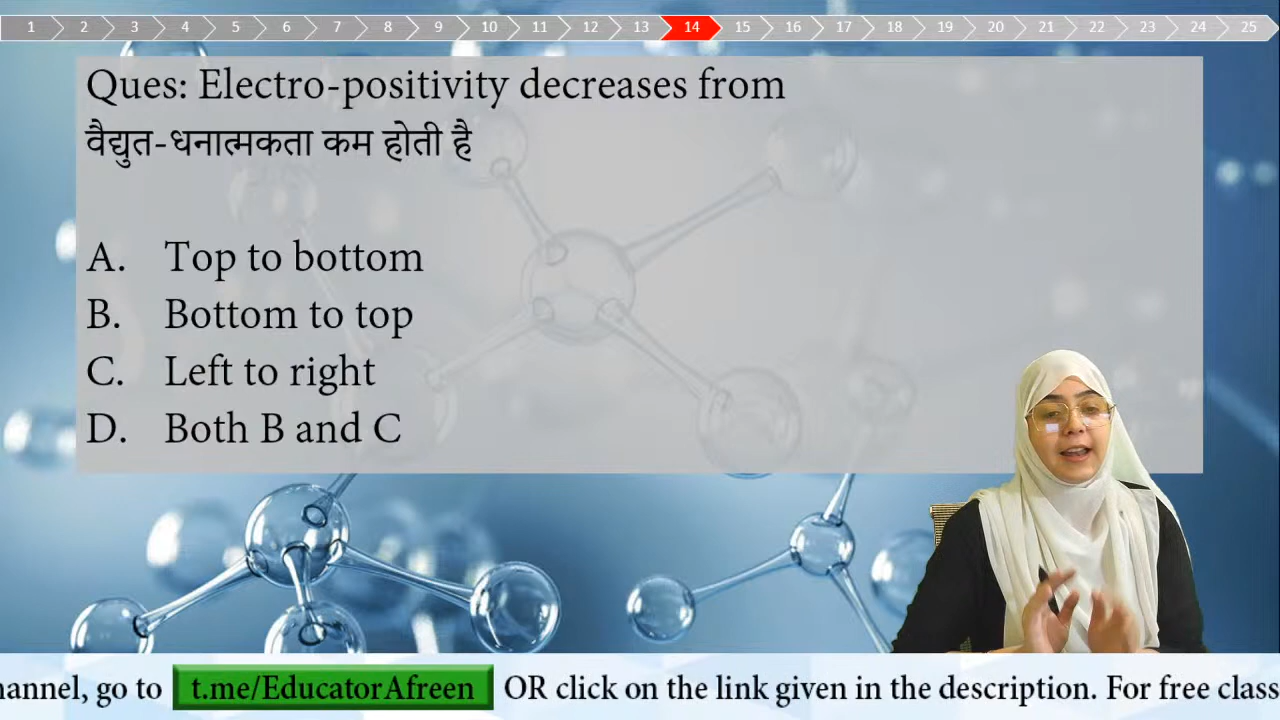 1 2 3 4 5 6 7 8 9 10 11 12 13 14 15 16 17 18 19 20 21 22 23 24 25
Ques: Electro-positivity decreases from
वैद्युत-धनात्मकता कम होती है
A. Top to bottom
B. Bottom to top
C. Left to right
D. Both B and C
hannel, go to t.me/EducatorAfreen OR click on the link given in the description. For free class